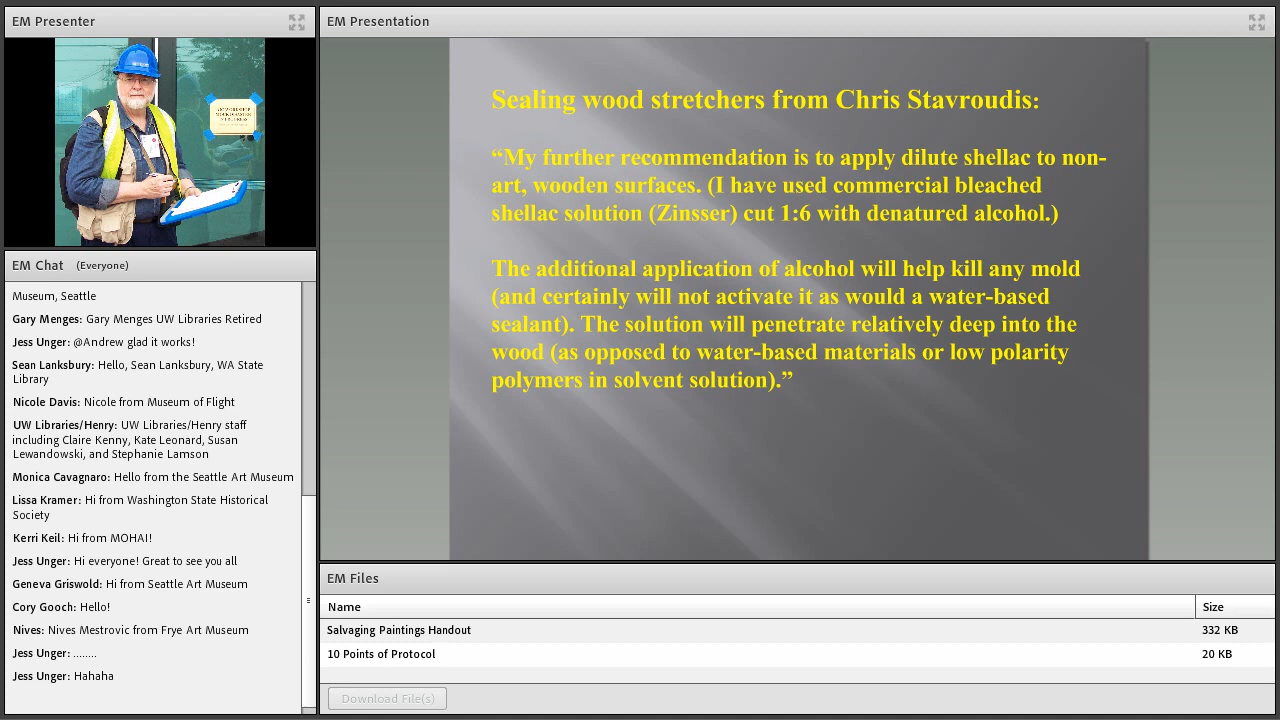 EM Presenter
EM Chat (Everyone)
Museum, Seattle
Gary Menges: Gary Menges UW Libraries Retired
Jess Unger: @Andrew glad it works!
Sean Lanksbury: Hello, Sean Lanksbury, WA State
Library
Nicole Davis: Nicole from Museum of Flight
UW Libraries/Henry: UW Libraries/Henry staff
including Claire Kenny, Kate Leonard, Susan
Lewandowski, and Stephanie Lamson
Monica Cavagnaro: Hello from the Seattle Art Museum
Lissa Kramer: Hi from Washington State Historical
Society
Kerri Keil: Hi from MOHAI!
Jess Unger: Hi everyone! Great to see you all
Geneva Griswold: Hi from Seattle Art Museum
Cory Gooch: Hello!
Nives: Nives Mestrovic from Frye Art Museum
Jess Unger: ........
Jess Unger: Hahaha
EM Presentation
Sealing wood stretchers from Chris Stavroudis:
“My further recommendation is to apply dilute shellac to non-
art, wooden surfaces. (I have used commercial bleached
shellac solution (Zinsser) cut 1:6 with denatured alcohol.)
The additional application of alcohol will help kill any mold
(and certainly will not activate it as would a water-based
sealant). The solution will penetrate relatively deep into the
wood (as opposed to water-based materials or low polarity
polymers in solvent solution).”
EM Files
Name Size
Salvaging Paintings Handout 332 KB
10 Points of Protocol 20 KB
Download File(s)